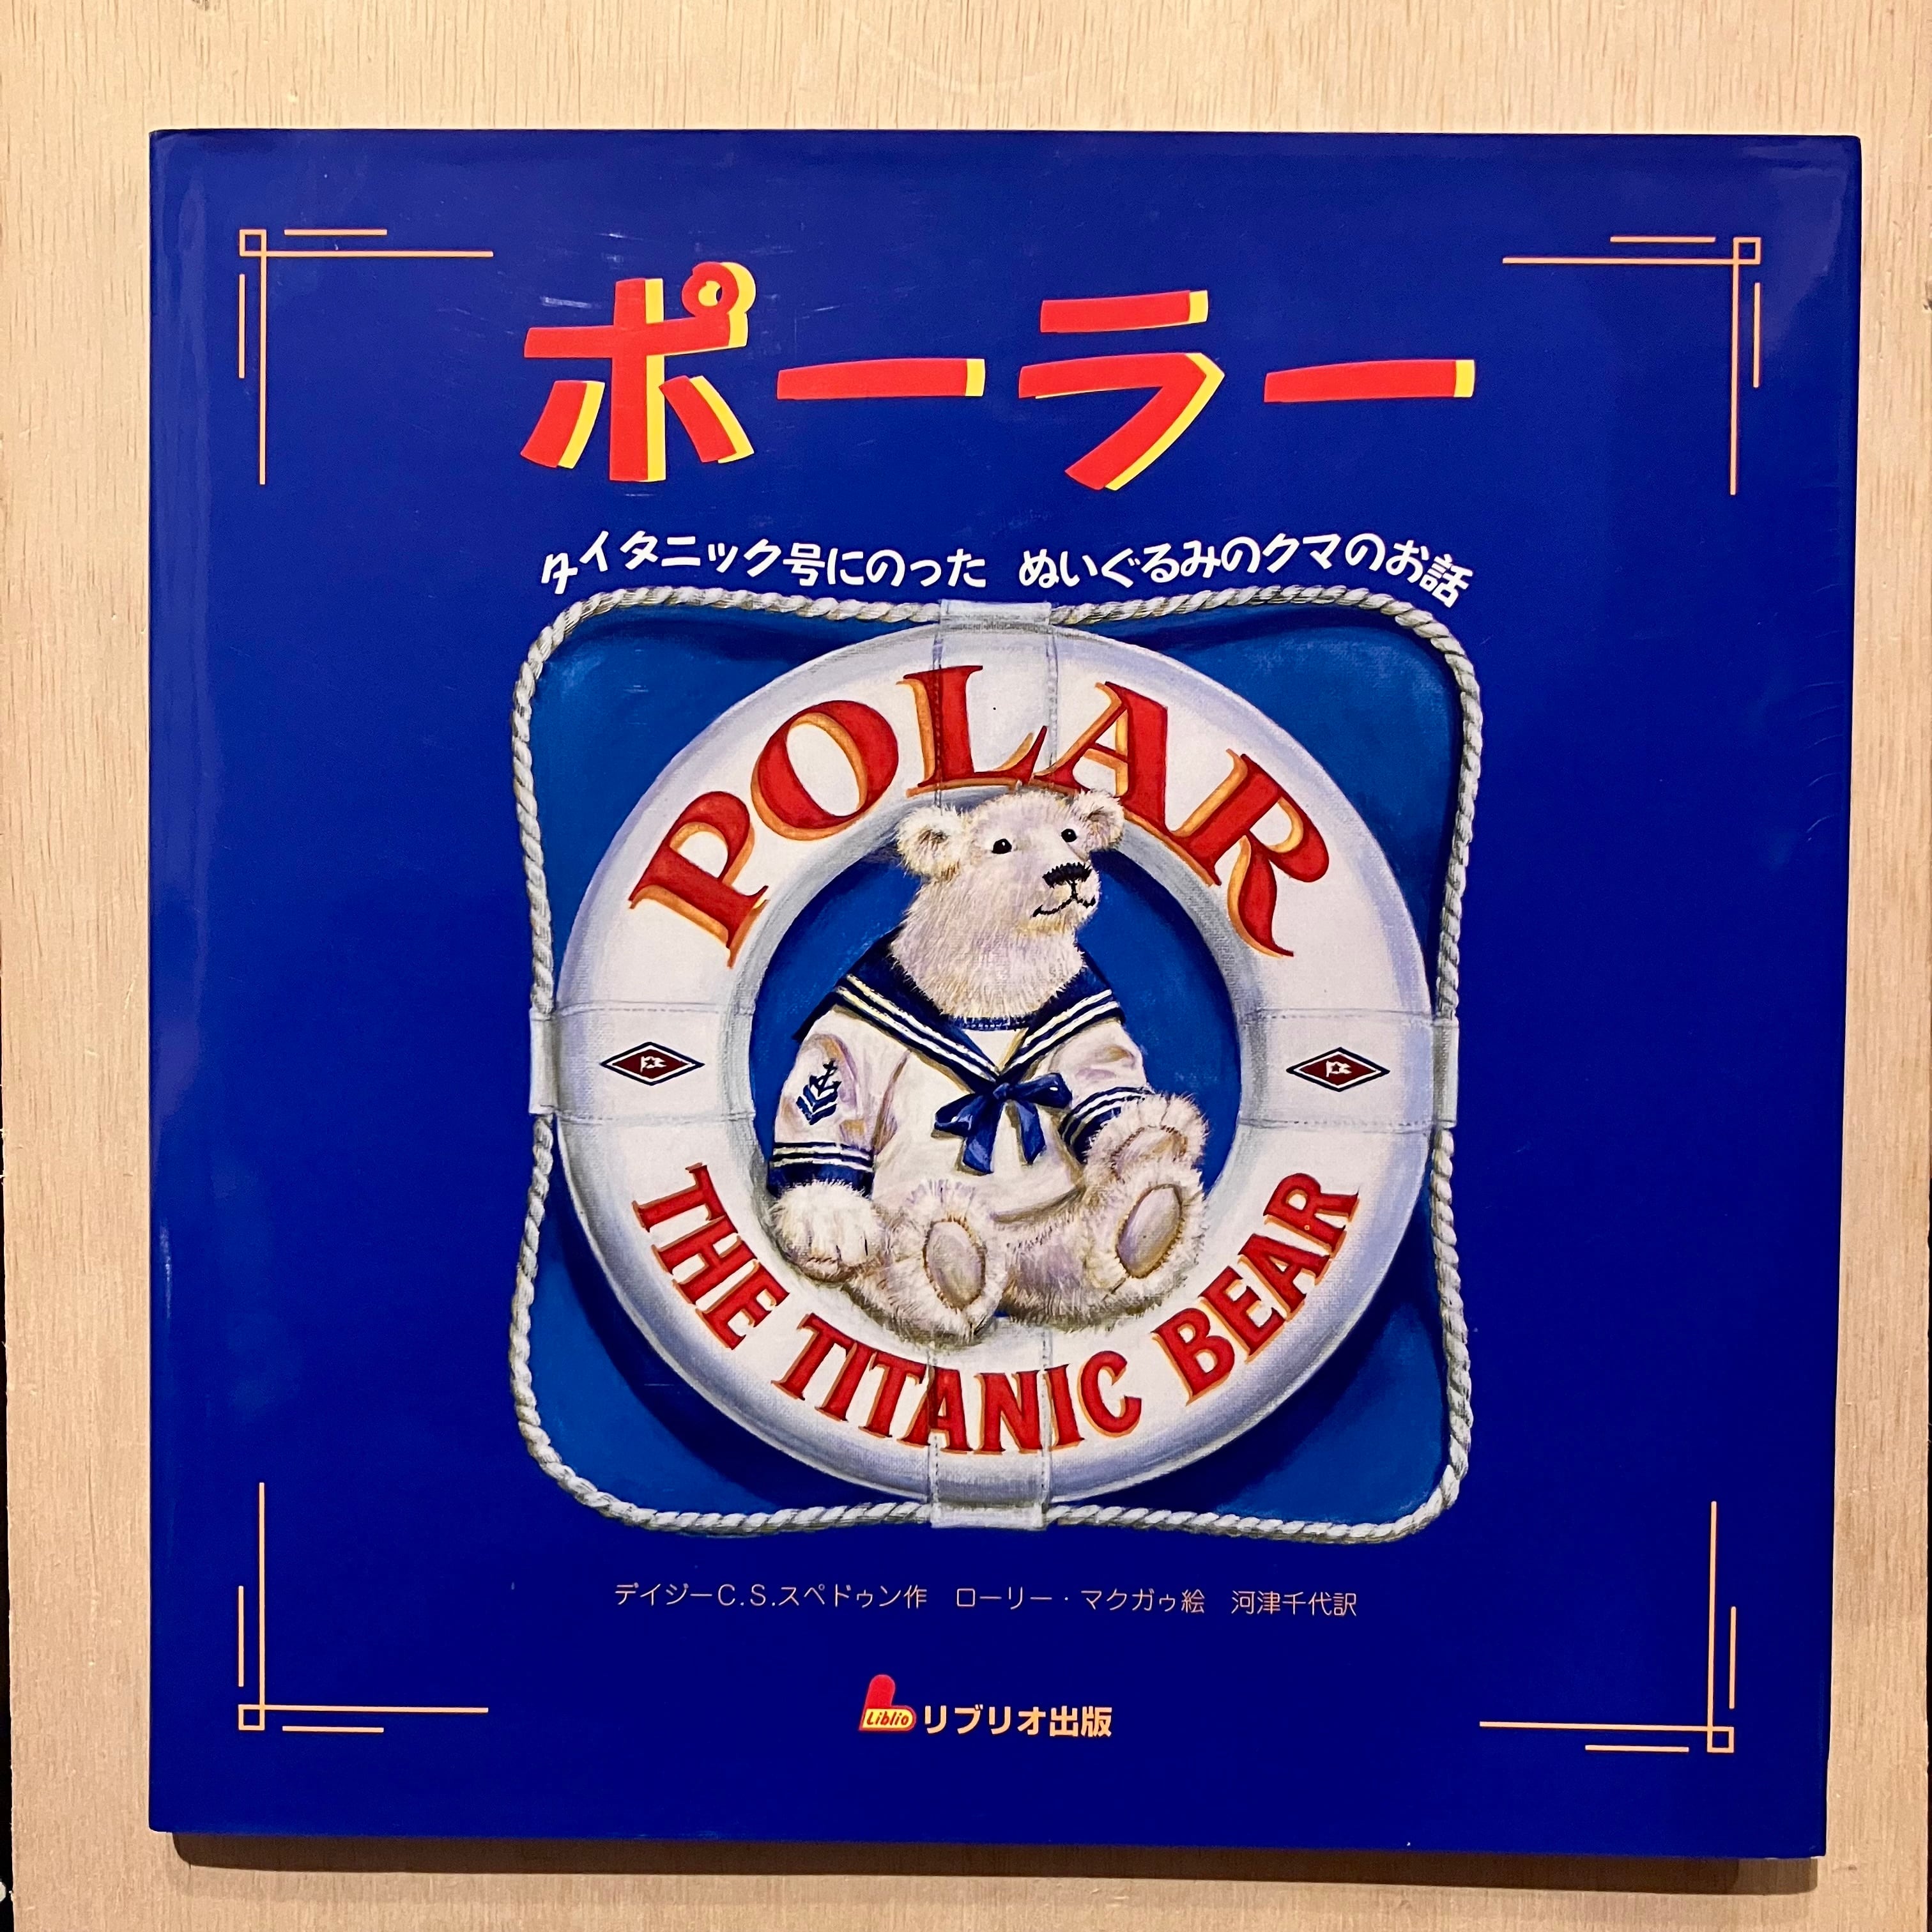 ポーラー
タイタニック号にのった ぬいぐるみのクマのお話
POLAR
THE TITANIC BEAR
デイジーC.S.スペドゥン作 ローリー・マクガゥ絵 河津千代訳
Liblio リブリオ出版